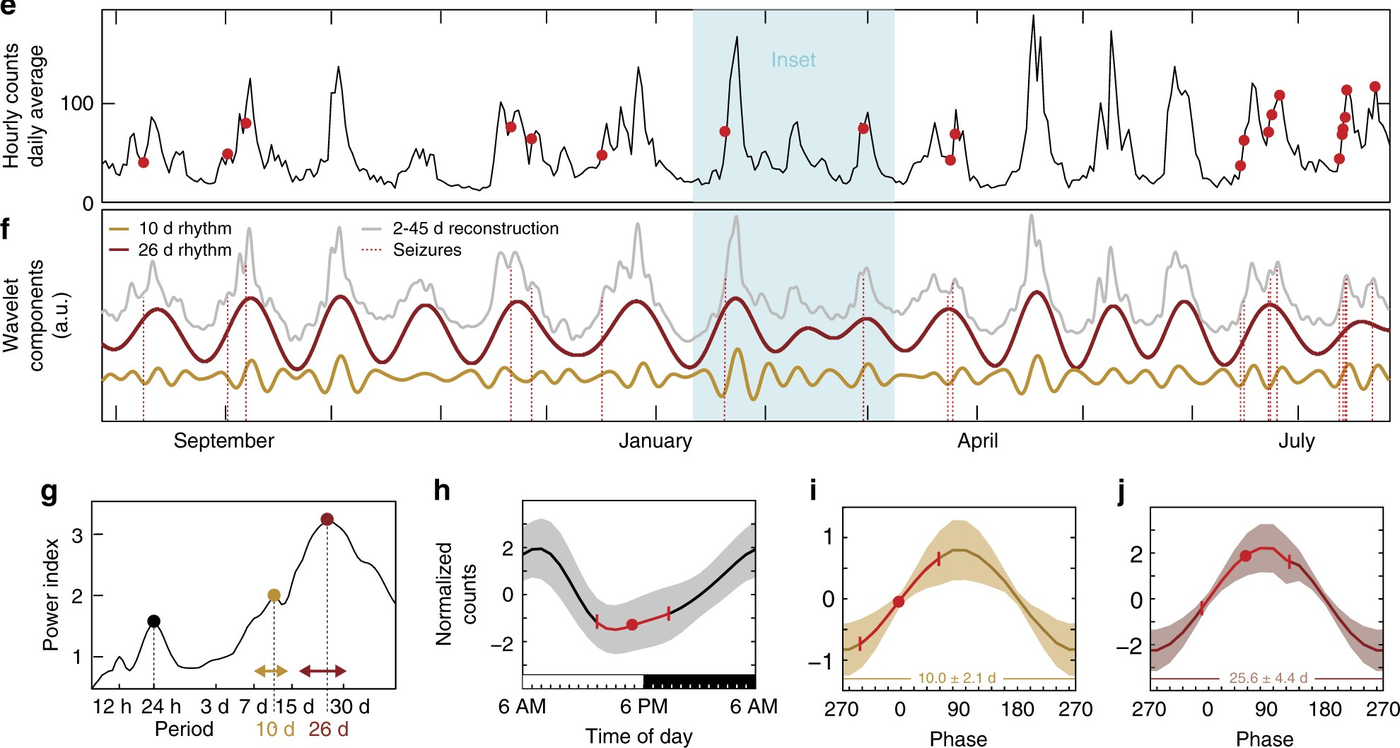 e
Hourly counts
daily average
100
0
Inset
f
Wavelet
components
(a.u.)
0
10 d rhythm
26 d rhythm
2-45 d reconstruction
Seizures
September
January
April
July
g
Power index
3
2
1
12 h 24 h 3 d 7 d 15 d 30 d
Period
10 d
26 d
h
Normalized
counts
2
0
−2
6 AM 6 PM 6 AM
Time of day
i
1
0
−1
10.0 ± 2.1 d
270 0 90 180 270
Phase
j
2
0
−2
25.6 ± 4.4 d
270 0 90 180 270
Phase